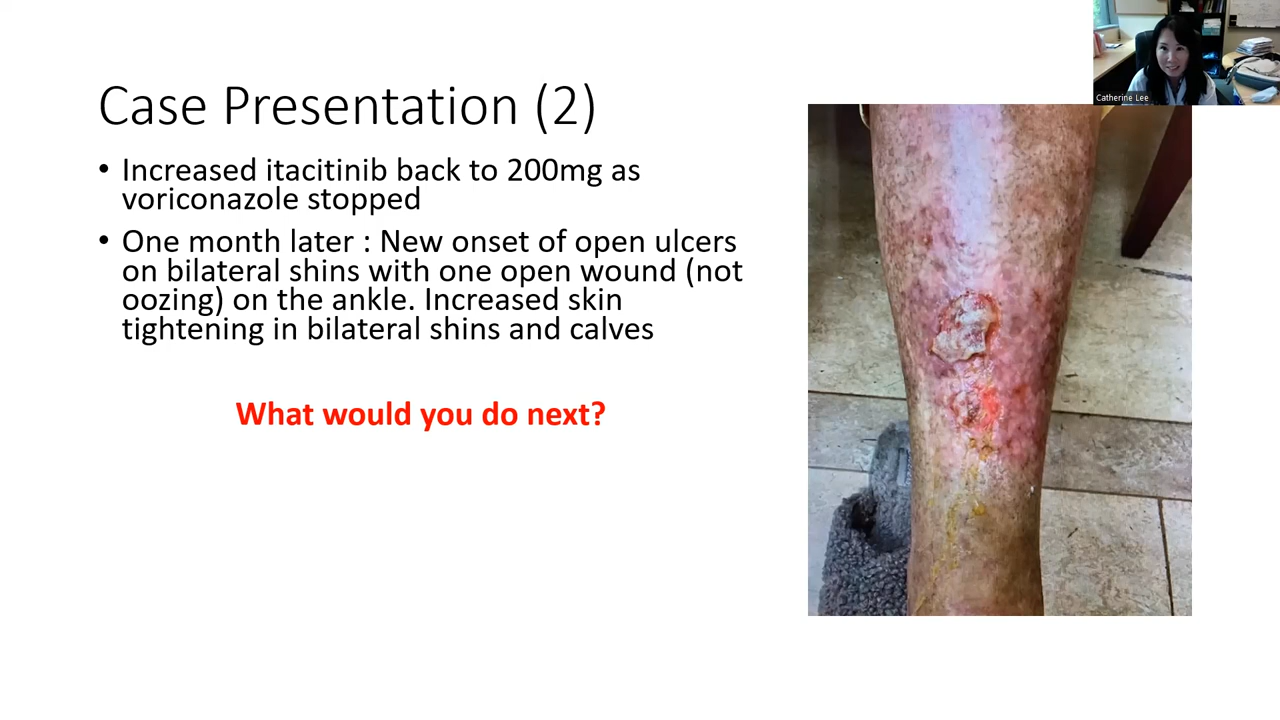 Catherine Lee
Case Presentation (2)
• Increased itacitinib back to 200mg as
voriconazole stopped
• One month later : New onset of open ulcers
on bilateral shins with one open wound (not
oozing) on the ankle. Increased skin
tightening in bilateral shins and calves
What would you do next?